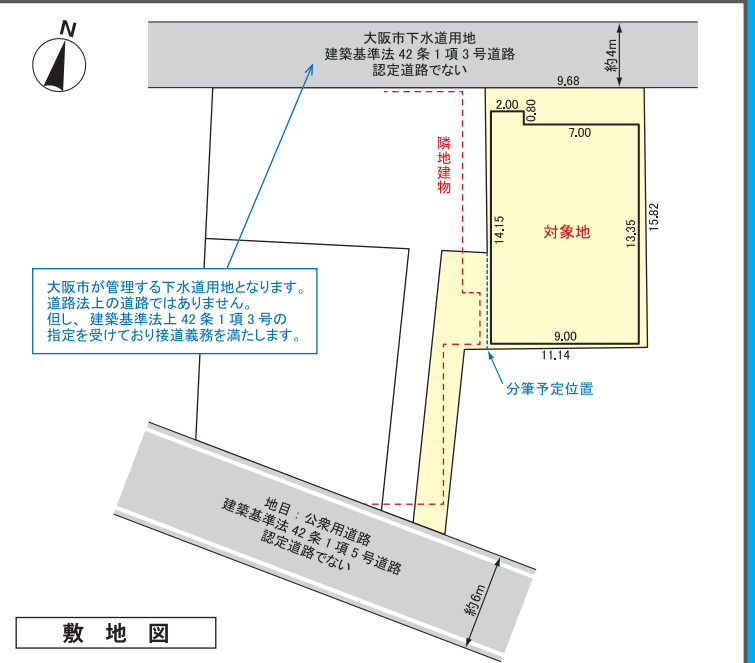 N
大阪市下水道用地
建築基準法 42 条 1 項 3 号道路
認定道路でない
約4m
9.68
2.00
0.80
7.00
隣地建物
14.15
対象地
13.35
15.82
大阪市が管理する下水道用地となります。
道路法上の道路ではありません。
但し、建築基準法上 42 条 1 項 3 号の
指定を受けており接道義務を満たします。
9.00
11.14
分筆予定位置
地目：公衆用道路
建築基準法 42 条 1 項 5 号道路
認定道路でない
約6m
敷 地 図